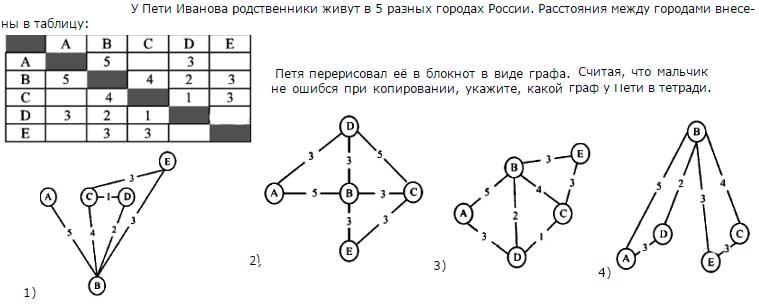 У Пети Иванова родственники живут в 5 разных городах России. Расстояния между городами внесе-
ны в таблицу:
A B C D E
A 5 3
B 5 4 2 3
C 4 1 3
D 3 2 1
E 3 3
Петя перерисовал её в блокнот в виде графа. Считая, что мальчик
не ошибся при копировании, укажите, какой граф у Пети в тетради.
E
3
A C 1 D
5 4 2 3
B
1)
D
3 3 5
A 5 B 3 C
3 3
E
2),
B 3 E
5 4 3
2
A C
3 1
D
3)
B
5 2 3 4
D C
A 3 E 3
4)